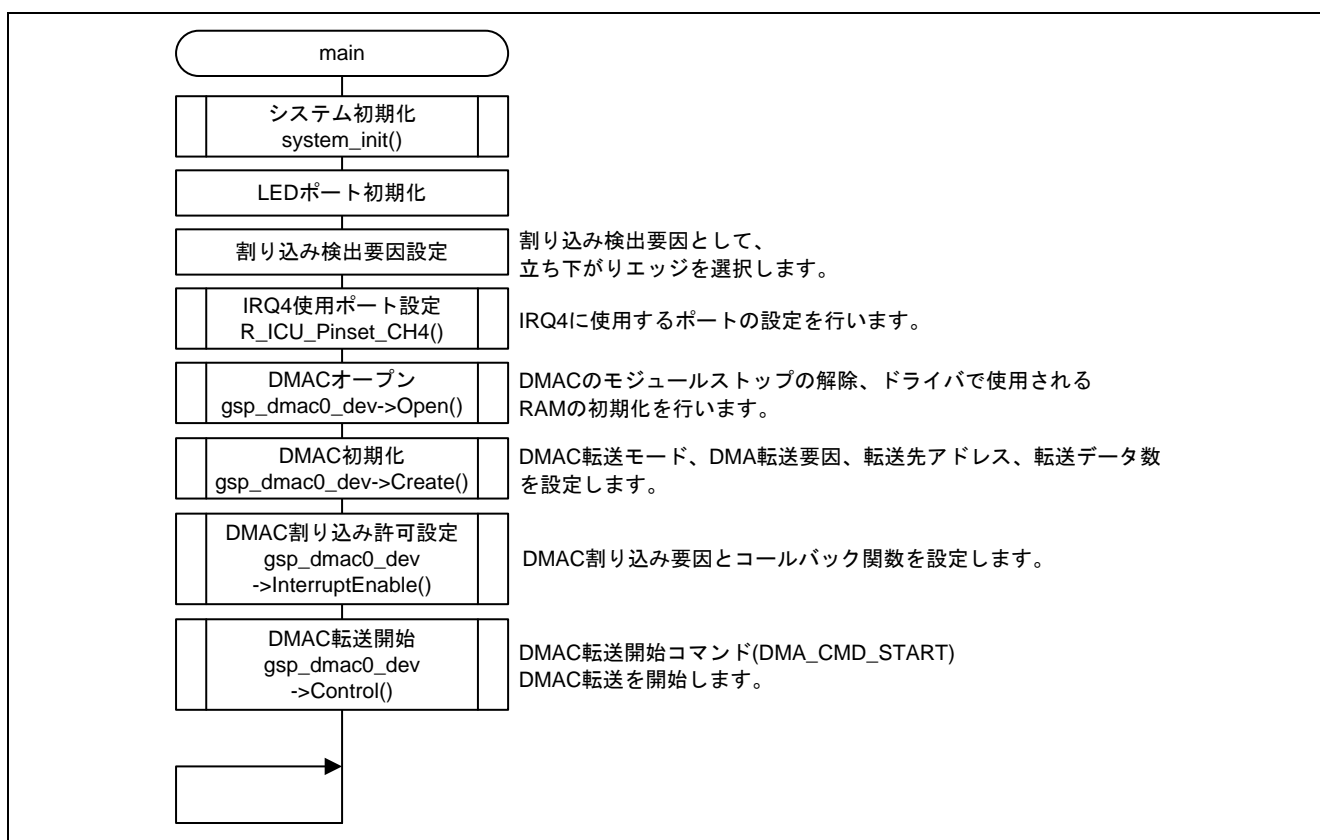 main
システム初期化
system_init()
LEDポート初期化
割り込み検出要因設定
割り込み検出要因として、
立ち下がりエッジを選択します。
IRQ4使用ポート設定
R_ICU_Pinset_CH4()
IRQ4に使用するポートの設定を行います。
DMACオープン
gsp_dmac0_dev->Open()
DMACのモジュールストップの解除、ドライバで使用される
RAMの初期化を行います。
DMAC初期化
gsp_dmac0_dev->Create()
DMAC転送モード、DMA転送要因、転送先アドレス、転送データ数
を設定します。
DMAC割り込み許可設定
gsp_dmac0_dev
->InterruptEnable()
DMAC割り込み要因とコールバック関数を設定します。
DMAC転送開始
gsp_dmac0_dev
->Control()
DMAC転送開始コマンド(DMA_CMD_START)
DMAC転送を開始します。